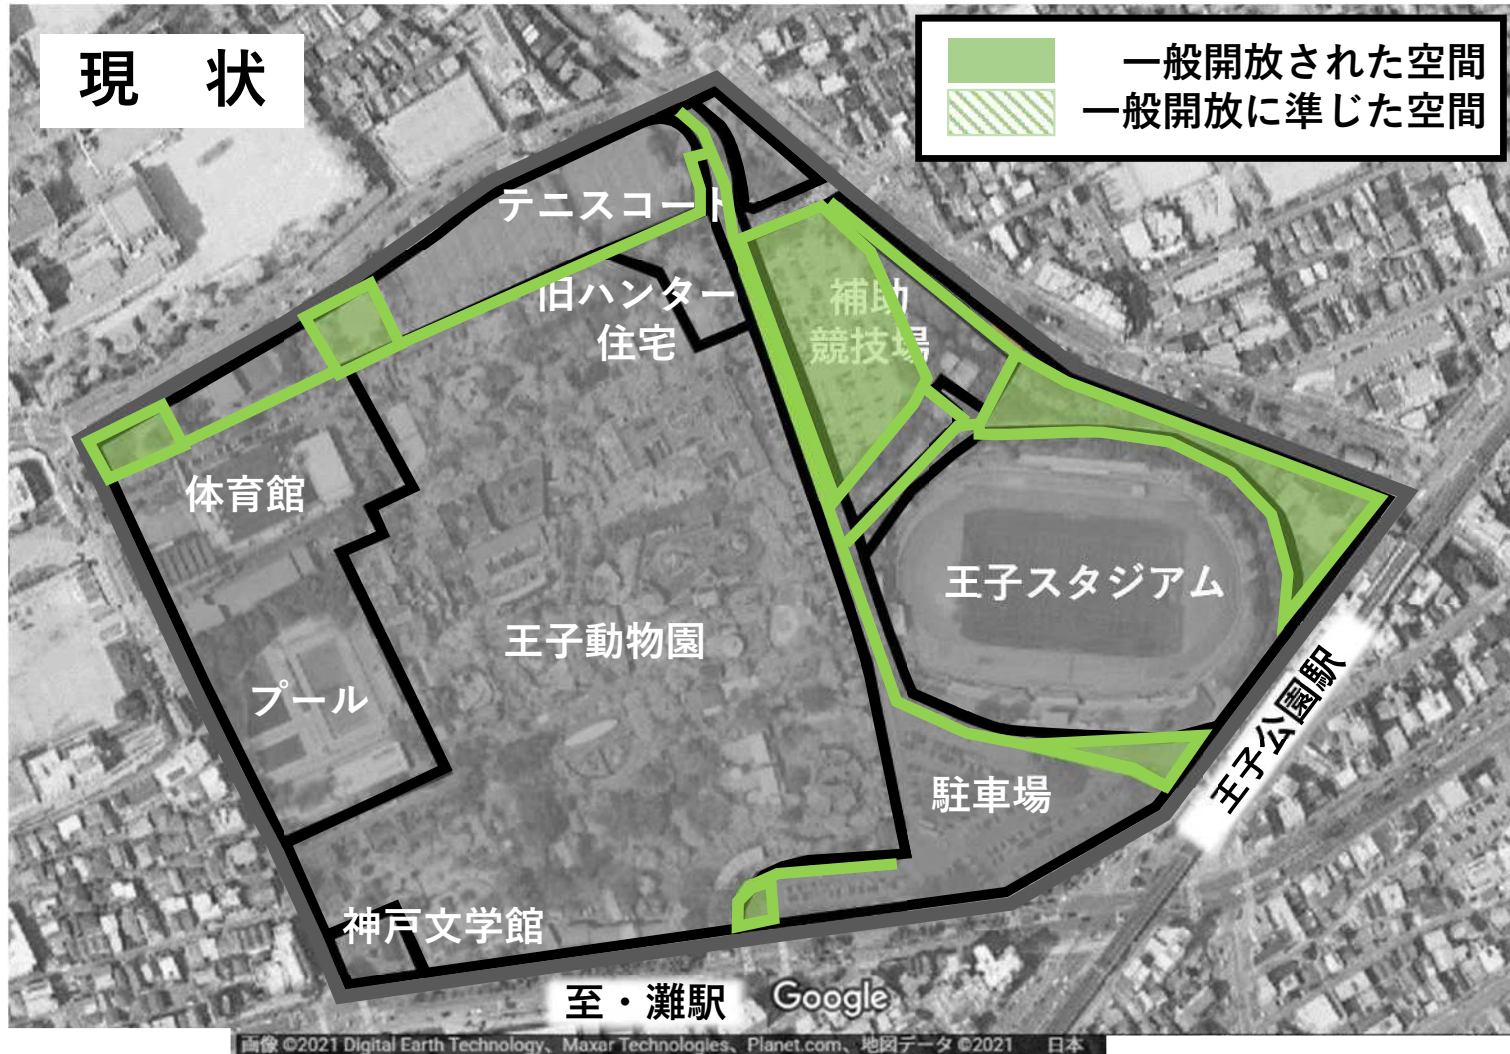 現　状
一般開放された空間
一般開放に準じた空間
テニスコート
旧ハンター
住宅
補助
競技場
体育館
王子スタジアム
王子動物園
プール
王子公園駅
駐車場
神戸文学館
至・灘駅
Google
画像 ©2021 Digital Earth Technology、Maxar Technologies、Planet.com、地図データ ©2021　日本